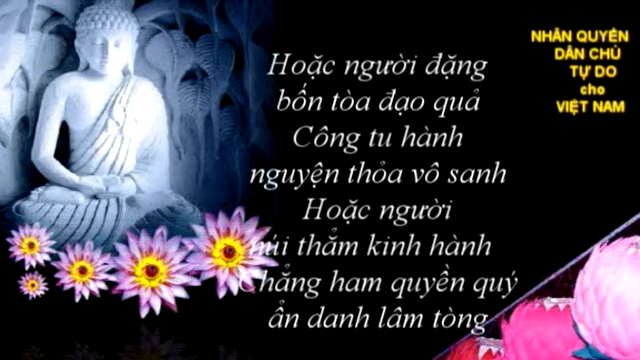 Hoặc người đặng
bốn tòa đạo quả
Công tu hành
nguyện thỏa vô sanh
Hoặc người
núi thẳm kinh hành
Chẳng ham quyền quý
ẩn danh lâm tòng
NHÂN QUYỀN
DÂN CHỦ
TỰ DO
cho
VIỆT NAM